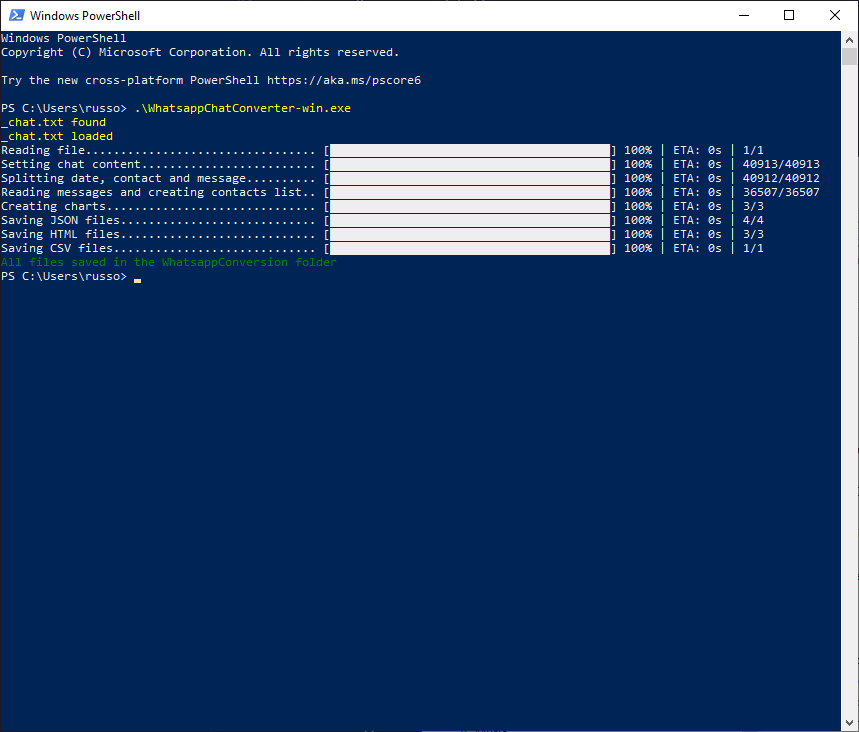 Windows PowerShell
Windows PowerShell
Copyright (C) Microsoft Corporation. All rights reserved.
Try the new cross-platform PowerShell https://aka.ms/pscore6
PS C:\Users\russo> .\WhatsappChatConverter-win.exe
_chat.txt found
_chat.txt loaded
Reading file................................. [] 100% | ETA: 0s | 1/1
Setting chat content......................... [] 100% | ETA: 0s | 40913/40913
Splitting date, contact and message.......... [] 100% | ETA: 0s | 40912/40912
Reading messages and creating contacts list.. [] 100% | ETA: 0s | 36507/36507
Creating charts.............................. [] 100% | ETA: 0s | 3/3
Saving JSON files............................ [] 100% | ETA: 0s | 4/4
Saving HTML files............................ [] 100% | ETA: 0s | 3/3
Saving CSV files............................. [] 100% | ETA: 0s | 1/1
All files saved in the WhatsappConversion folder
PS C:\Users\russo>